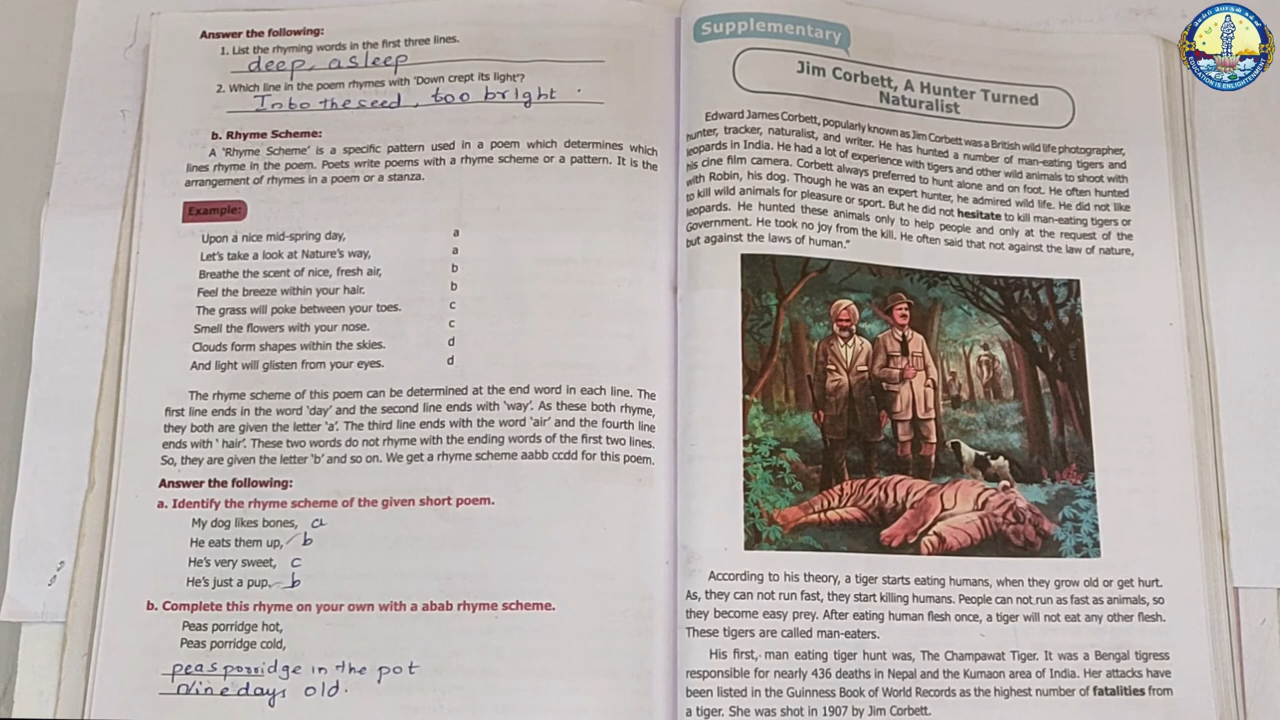 Answer the following:
1. List the rhyming words in the first three lines.
deep, asleep
2. Which line in the poem rhymes with 'Down crept its light'?
Into the seed, too bright.
b. Rhyme Scheme:
A 'Rhyme Scheme' is a specific pattern used in a poem which determines which
lines rhyme in the poem. Poets write poems with a rhyme scheme or a pattern. It is the
arrangement of rhymes in a poem or a stanza.
Example:
Upon a nice mid-spring day, a
Let's take a look at Nature's way, a
Breathe the scent of nice, fresh air, b
Feel the breeze within your hair. b
The grass will poke between your toes. c
Smell the flowers with your nose. c
Clouds form shapes within the skies. d
And light will glisten from your eyes. d
The rhyme scheme of this poem can be determined at the end word in each line. The
first line ends in the word 'day' and the second line ends with 'way'. As these both rhyme,
they both are given the letter 'a'. The third line ends with the word 'air' and the fourth line
ends with ' hair'. These two words do not rhyme with the ending words of the first two lines.
So, they are given the letter 'b' and so on. We get a rhyme scheme aabb ccdd for this poem.
Answer the following:
a. Identify the rhyme scheme of the given short poem.
My dog likes bones, a
He eats them up, b
He's very sweet, c
He's just a pup. b
b. Complete this rhyme on your own with a abab rhyme scheme.
Peas porridge hot,
Peas porridge cold,
peas porridge in the pot
Nine days old.
Supplementary
Jim Corbett, A Hunter Turned
Naturalist
Edward James Corbett, popularly known as Jim Corbett was a British wild life photographer,
hunter, tracker, naturalist, and writer. He has hunted a number of man-eating tigers and
leopards in India. He had a lot of experience with tigers and other wild animals to shoot with
his cine film camera. Corbett always preferred to hunt alone and on foot. He often hunted
with Robin, his dog. Though he was an expert hunter, he admired wild life. He did not like
to kill wild animals for pleasure or sport. But he did not hesitate to kill man-eating tigers or
leopards. He hunted these animals only to help people and only at the request of the
Government. He took no joy from the kill. He often said that not against the law of nature,
but against the laws of human."
According to his theory, a tiger starts eating humans, when they grow old or get hurt.
As, they can not run fast, they start killing humans. People can not run as fast as animals, so
they become easy prey. After eating human flesh once, a tiger will not eat any other flesh.
These tigers are called man-eaters.
His first, man eating tiger hunt was, The Champawat Tiger. It was a Bengal tigress
responsible for nearly 436 deaths in Nepal and the Kumaon area of India. Her attacks have
been listed in the Guinness Book of World Records as the highest number of fatalities from
a tiger. She was shot in 1907 by Jim Corbett.
EDUCATION IS ENLIGHTENMENT